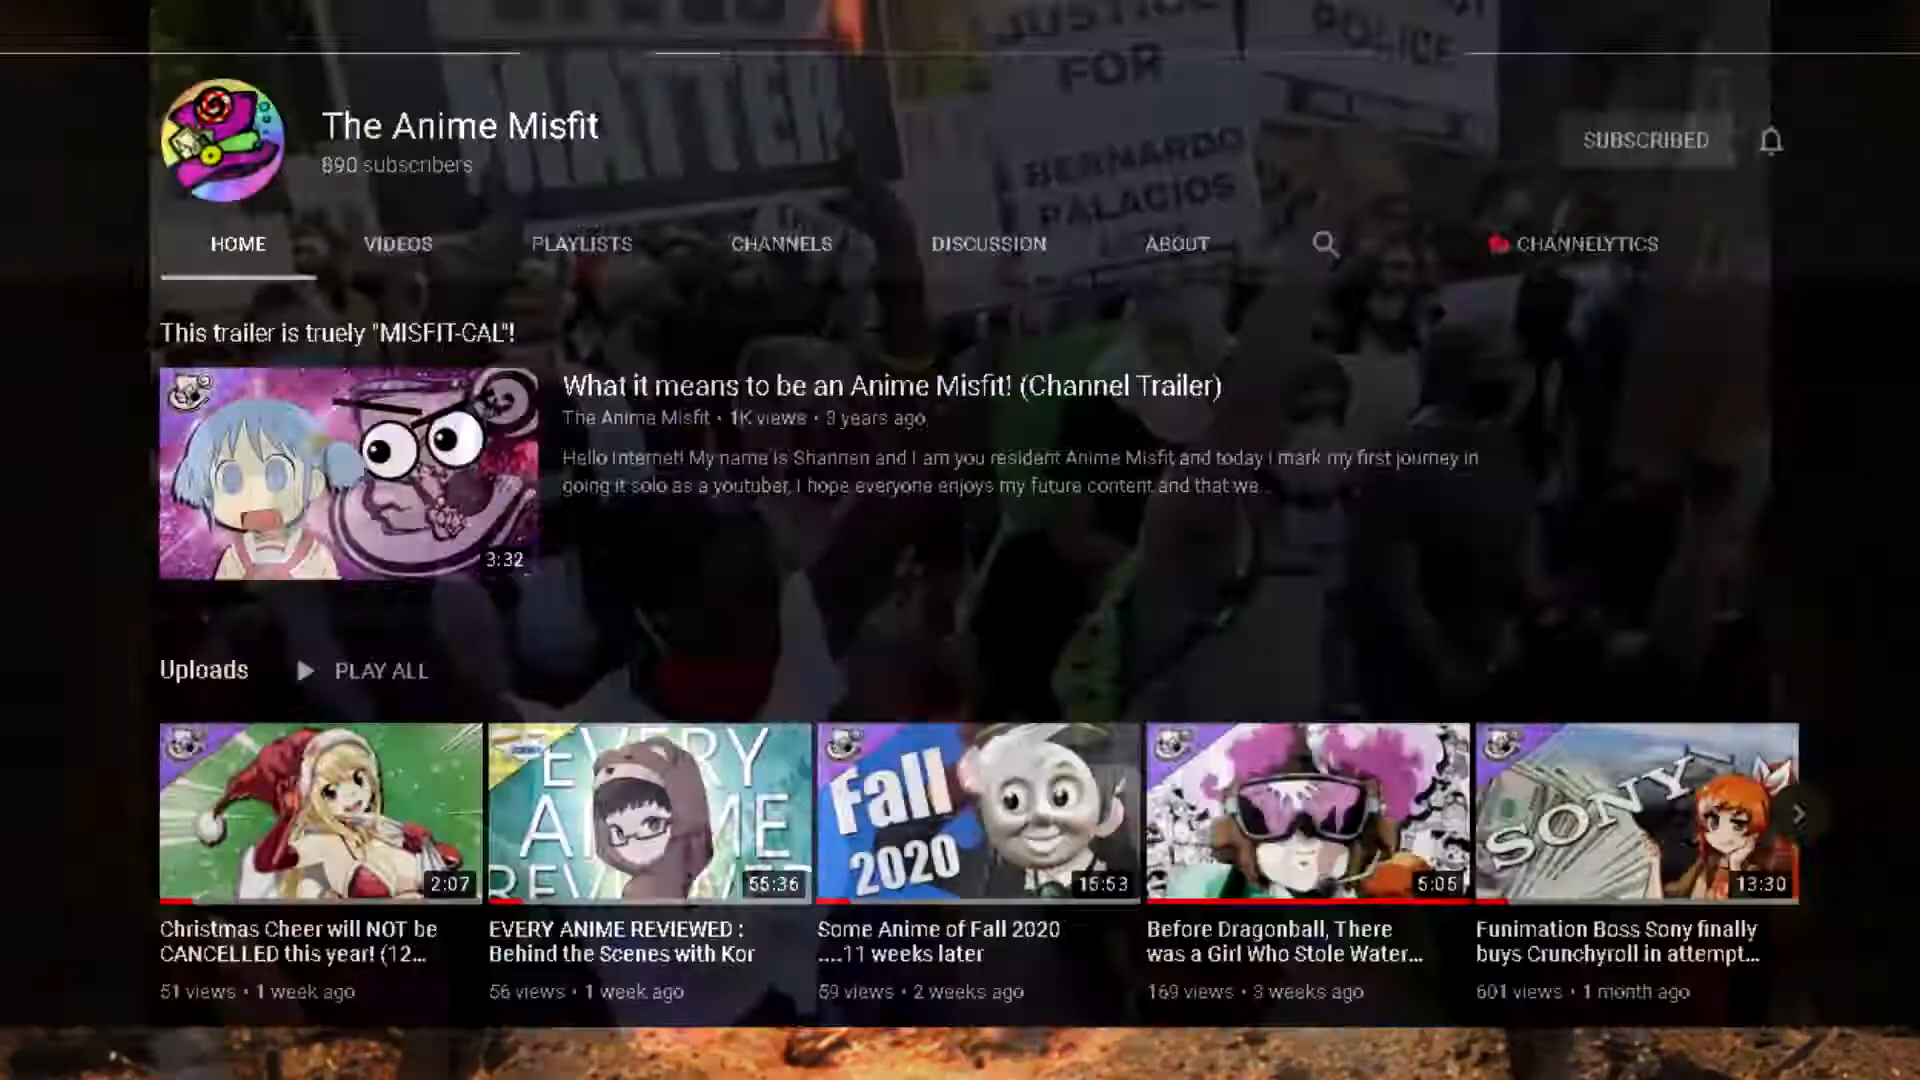 MATTER
JUSTICE
FOR
BERNARDO
PALACIOS
POLICE
The Anime Misfit
890 subscribers
SUBSCRIBED
HOME VIDEOS PLAYLISTS CHANNELS DISCUSSION ABOUT CHANNELYTICS
This trailer is truely "MISFIT-CAL"!
What it means to be an Anime Misfit! (Channel Trailer)
The Anime Misfit • 1K views • 3 years ago
Hello Internet! My name is Shannen and I am you resident Anime Misfit and today I mark my first journey in
going it solo as a youtuber, I hope everyone enjoys my future content and that we...
3:32
Uploads PLAY ALL
2:07
EVERY
ANIME
REVIEWED
55:36
Fall
2020
15:53
5:05
SONY
13:30
Christmas Cheer will NOT be
CANCELLED this year! (12...
51 views • 1 week ago
EVERY ANIME REVIEWED :
Behind the Scenes with Kor
56 views • 1 week ago
Some Anime of Fall 2020
....11 weeks later
59 views • 2 weeks ago
Before Dragonball, There
was a Girl Who Stole Water...
169 views • 3 weeks ago
Funimation Boss Sony finally
buys Crunchyroll in attempt...
601 views • 1 month ago